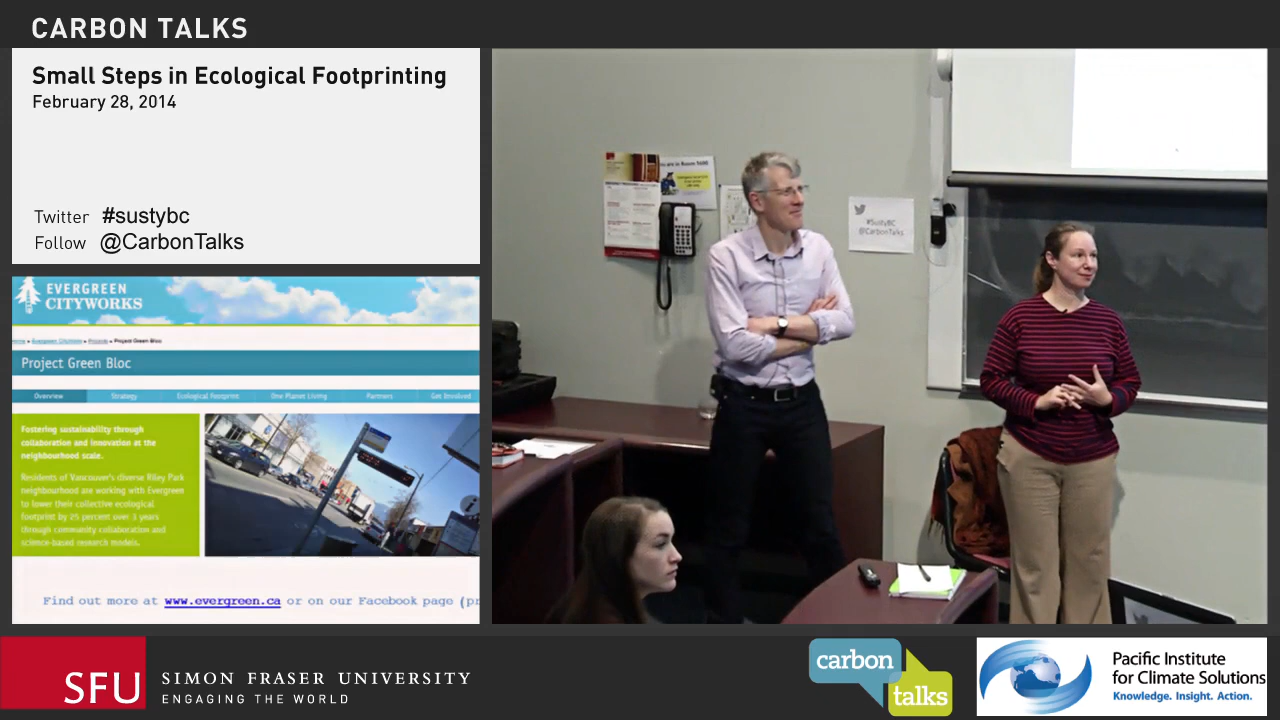 CARBON TALKS
Small Steps in Ecological Footprinting
February 28, 2014
Twitter #sustybc
Follow @CarbonTalks
EVERGREEN
CITYWORKS
Project Green Bloc
Project Green Bloc
Overview Strategy Ecological Footprint One Planet Living Partners Get Involved
Fostering sustainability through
collaboration and innovation at the
neighbourhood scale.
Residents of Vancouver's diverse Riley Park
neighbourhood are working with Evergreen
to lower their collective ecological
footprint by 25 percent over 3 years
through community collaboration and
science-based research models.
Find out more at www.evergreen.ca or on our Facebook page (pr
#SustyBC
@CarbonTalks
SFU
SIMON FRASER UNIVERSITY
ENGAGING THE WORLD
carbon
talks
Pacific Institute
for Climate Solutions
Knowledge. Insight. Action.